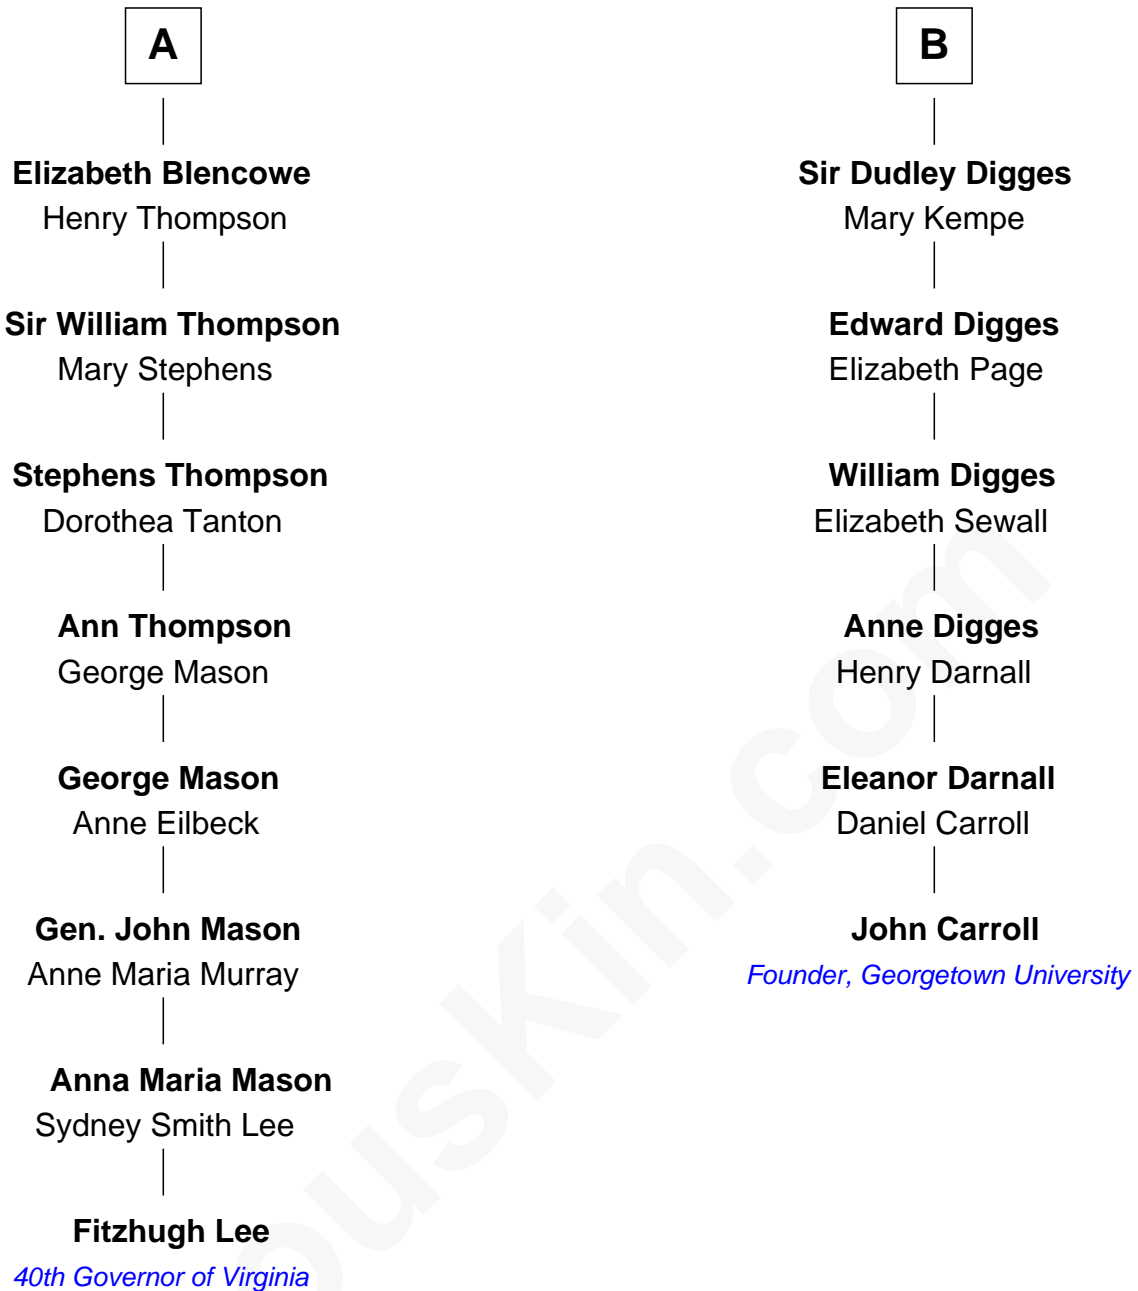 A
Elizabeth Blencowe
Henry Thompson
Sir William Thompson
Mary Stephens
Stephens Thompson
Dorothea Tanton
Ann Thompson
George Mason
George Mason
Anne Eilbeck
Gen. John Mason
Anne Maria Murray
Anna Maria Mason
Sydney Smith Lee
Fitzhugh Lee
40th Governor of Virginia
B
Sir Dudley Digges
Mary Kempe
Edward Digges
Elizabeth Page
William Digges
Elizabeth Sewall
Anne Digges
Henry Darnall
Eleanor Darnall
Daniel Carroll
John Carroll
Founder, Georgetown University
ousKin.com